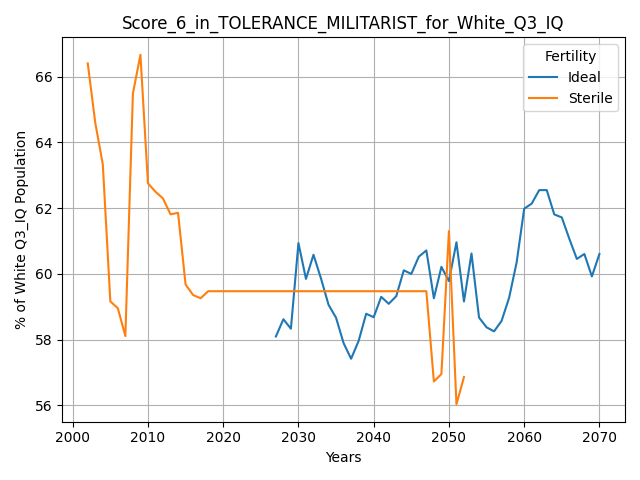 Score_6_in_TOLERANCE_MILITARIST_for_White_Q3_IQ
Fertility
Ideal
Sterile
% of White Q3_IQ Population
66
64
62
60
58
56
2000 2010 2020 2030 2040 2050 2060 2070
Years